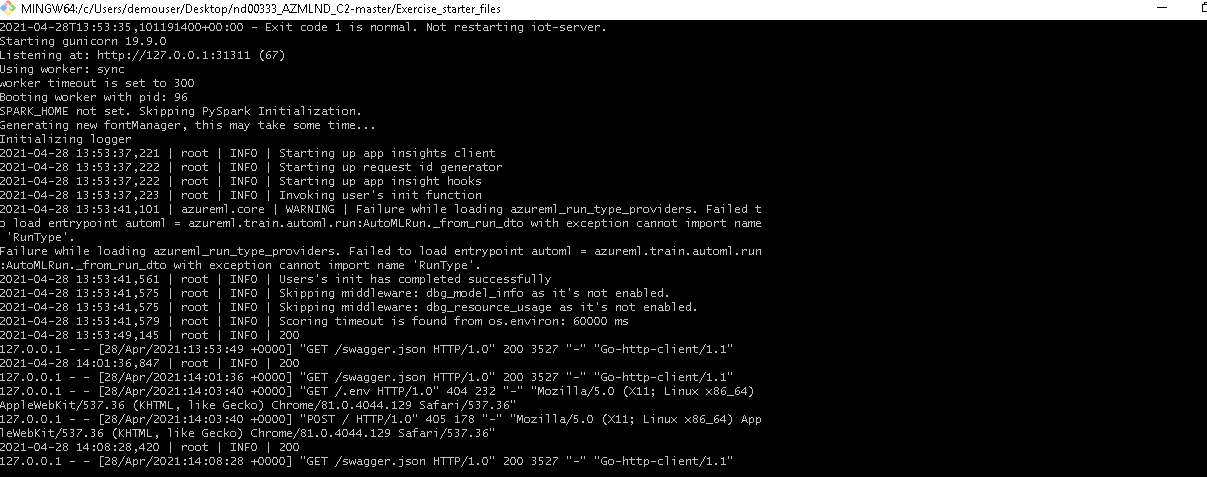 MINGW64:/c/Users/demouser/Desktop/nd00333_AZMLND_C2-master/Exercise_starter_files
2021-04-28T13:53:35,101191400+00:00 - Exit code 1 is normal. Not restarting iot-server.
Starting gunicorn 19.9.0
Listening at: http://127.0.0.1:31311 (67)
Using worker: sync
worker timeout is set to 300
Booting worker with pid: 96
SPARK_HOME not set. Skipping PySpark Initialization.
Generating new fontManager, this may take some time...
Initializing logger
2021-04-28 13:53:37,221 | root | INFO | Starting up app insights client
2021-04-28 13:53:37,222 | root | INFO | Starting up request id generator
2021-04-28 13:53:37,222 | root | INFO | Starting up app insight hooks
2021-04-28 13:53:37,223 | root | INFO | Invoking user's init function
2021-04-28 13:53:41,101 | azureml.core | WARNING | Failure while loading azureml_run_type_providers. Failed t
o load entrypoint automl = azureml.train.automl.run:AutoMLRun._from_run_dto with exception cannot import name
 'RunType'.
Failure while loading azureml_run_type_providers. Failed to load entrypoint automl = azureml.train.automl.run
:AutoMLRun._from_run_dto with exception cannot import name 'RunType'.
2021-04-28 13:53:41,561 | root | INFO | Users's init has completed successfully
2021-04-28 13:53:41,575 | root | INFO | Skipping middleware: dbg_model_info as it's not enabled.
2021-04-28 13:53:41,575 | root | INFO | Skipping middleware: dbg_resource_usage as it's not enabled.
2021-04-28 13:53:41,579 | root | INFO | Scoring timeout is found from os.environ: 60000 ms
2021-04-28 13:53:49,145 | root | INFO | 200
127.0.0.1 - - [28/Apr/2021:13:53:49 +0000] "GET /swagger.json HTTP/1.0" 200 3527 "-" "Go-http-client/1.1"
2021-04-28 14:01:36,847 | root | INFO | 200
127.0.0.1 - - [28/Apr/2021:14:01:36 +0000] "GET /swagger.json HTTP/1.0" 200 3527 "-" "Go-http-client/1.1"
127.0.0.1 - - [28/Apr/2021:14:03:40 +0000] "GET /.env HTTP/1.0" 404 232 "-" "Mozilla/5.0 (X11; Linux x86_64)
AppleWebKit/537.36 (KHTML, like Gecko) Chrome/81.0.4044.129 Safari/537.36"
127.0.0.1 - - [28/Apr/2021:14:03:40 +0000] "POST / HTTP/1.0" 405 178 "-" "Mozilla/5.0 (X11; Linux x86_64) App
leWebKit/537.36 (KHTML, like Gecko) Chrome/81.0.4044.129 Safari/537.36"
2021-04-28 14:08:28,420 | root | INFO | 200
127.0.0.1 - - [28/Apr/2021:14:08:28 +0000] "GET /swagger.json HTTP/1.0" 200 3527 "-" "Go-http-client/1.1"